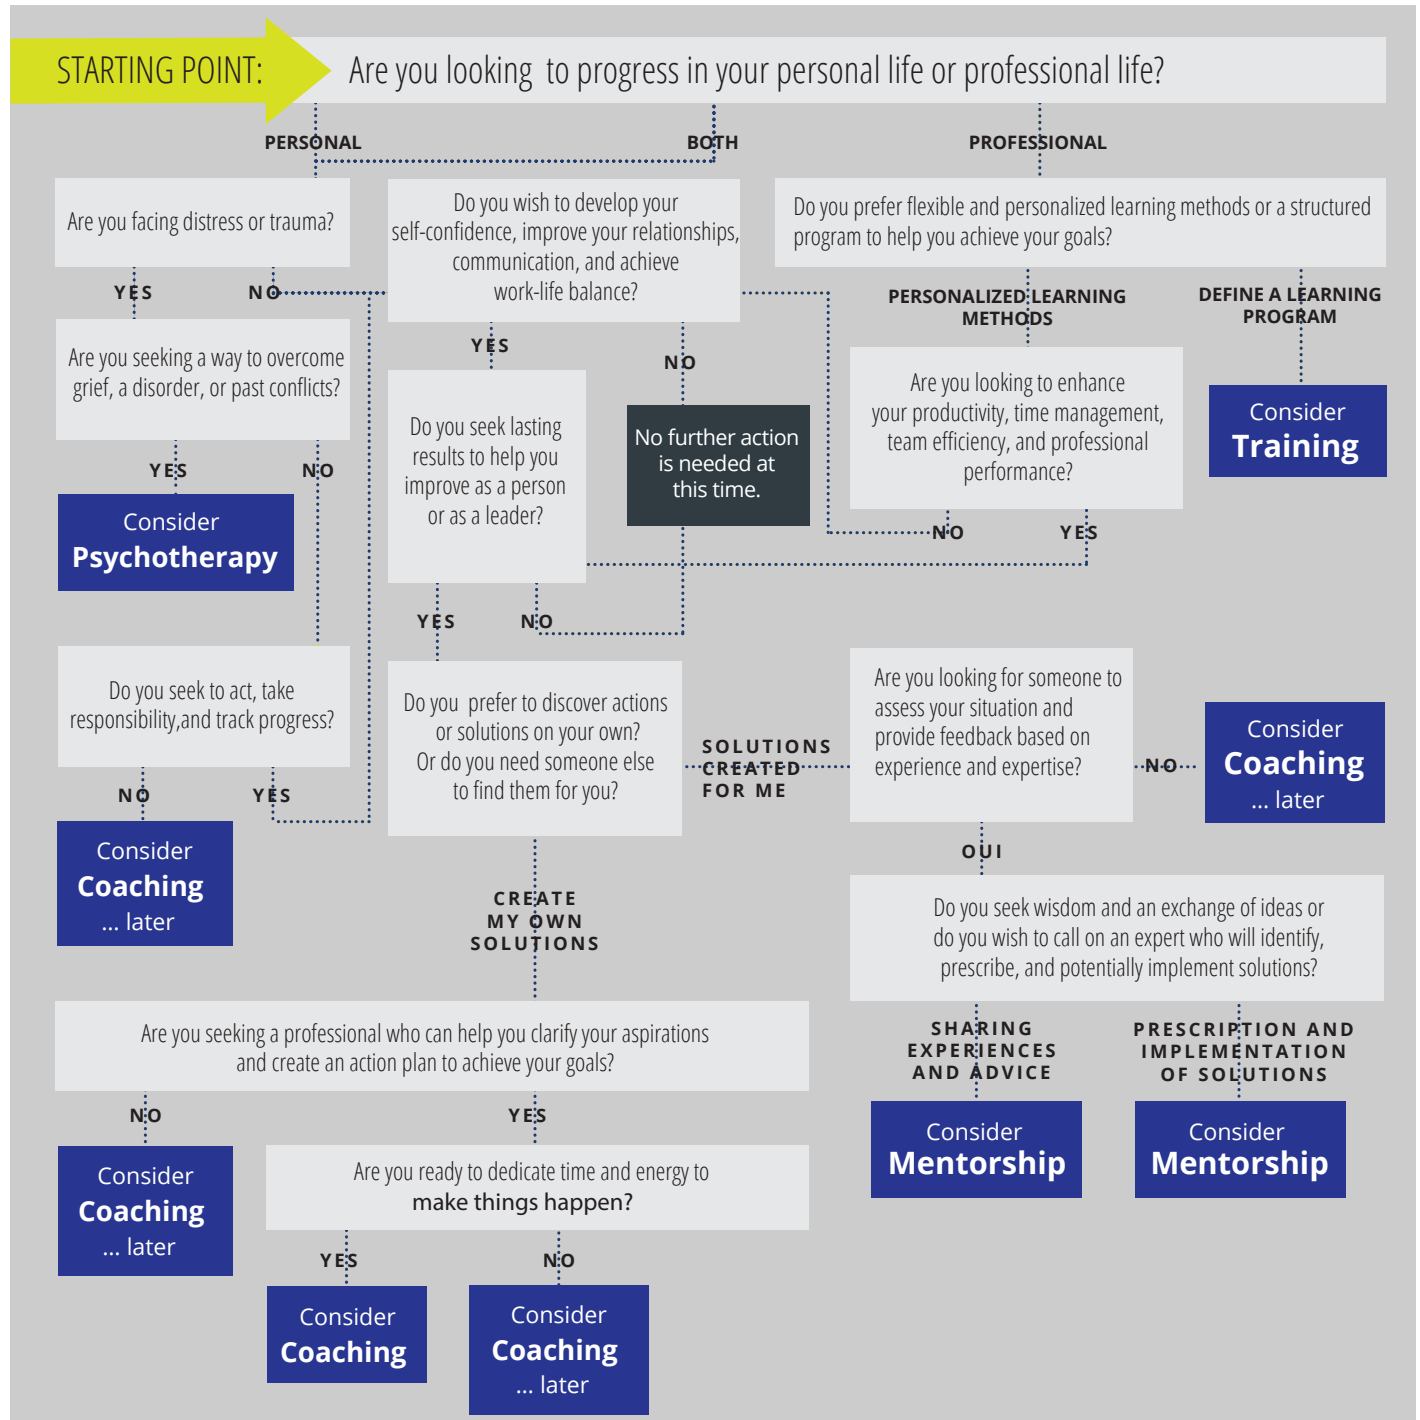 STARTING POINT:
Are you looking to progress in your personal life or professional life?
PERSONAL
BOTH
PROFESSIONAL
Are you facing distress or trauma?
Do you wish to develop your
self-confidence, improve your relationships,
communication, and achieve
work-life balance?
Do you prefer flexible and personalized learning methods or a structured
program to help you achieve your goals?
YES
NO
PERSONALIZED LEARNING
METHODS
DEFINE A LEARNING
PROGRAM
Are you seeking a way to overcome
grief, a disorder, or past conflicts?
YES
NO
Are you looking to enhance
your productivity, time management,
team efficiency, and professional
performance?
Consider
Training
Do you seek lasting
results to help you
improve as a person
or as a leader?
No further action
is needed at
this time.
YES
NO
Consider
Psychotherapy
NO
YES
YES
NO
Do you seek to act, take
responsibility,and track progress?
Do you prefer to discover actions
or solutions on your own?
Or do you need someone else
to find them for you?
SOLUTIONS
CREATED
FOR ME
Are you looking for someone to
assess your situation and
provide feedback based on
experience and expertise?
NO
Consider
Coaching
... later
NO
YES
Consider
Coaching
... later
OUI
CREATE
MY OWN
SOLUTIONS
Do you seek wisdom and an exchange of ideas or
do you wish to call on an expert who will identify,
prescribe, and potentially implement solutions?
Are you seeking a professional who can help you clarify your aspirations
and create an action plan to achieve your goals?
SHARING
EXPERIENCES
AND ADVICE
PRESCRIPTION AND
IMPLEMENTATION
OF SOLUTIONS
NO
YES
Consider
Mentorship
Consider
Mentorship
Consider
Coaching
... later
Are you ready to dedicate time and energy to
make things happen?
YES
NO
Consider
Coaching
Consider
Coaching
... later